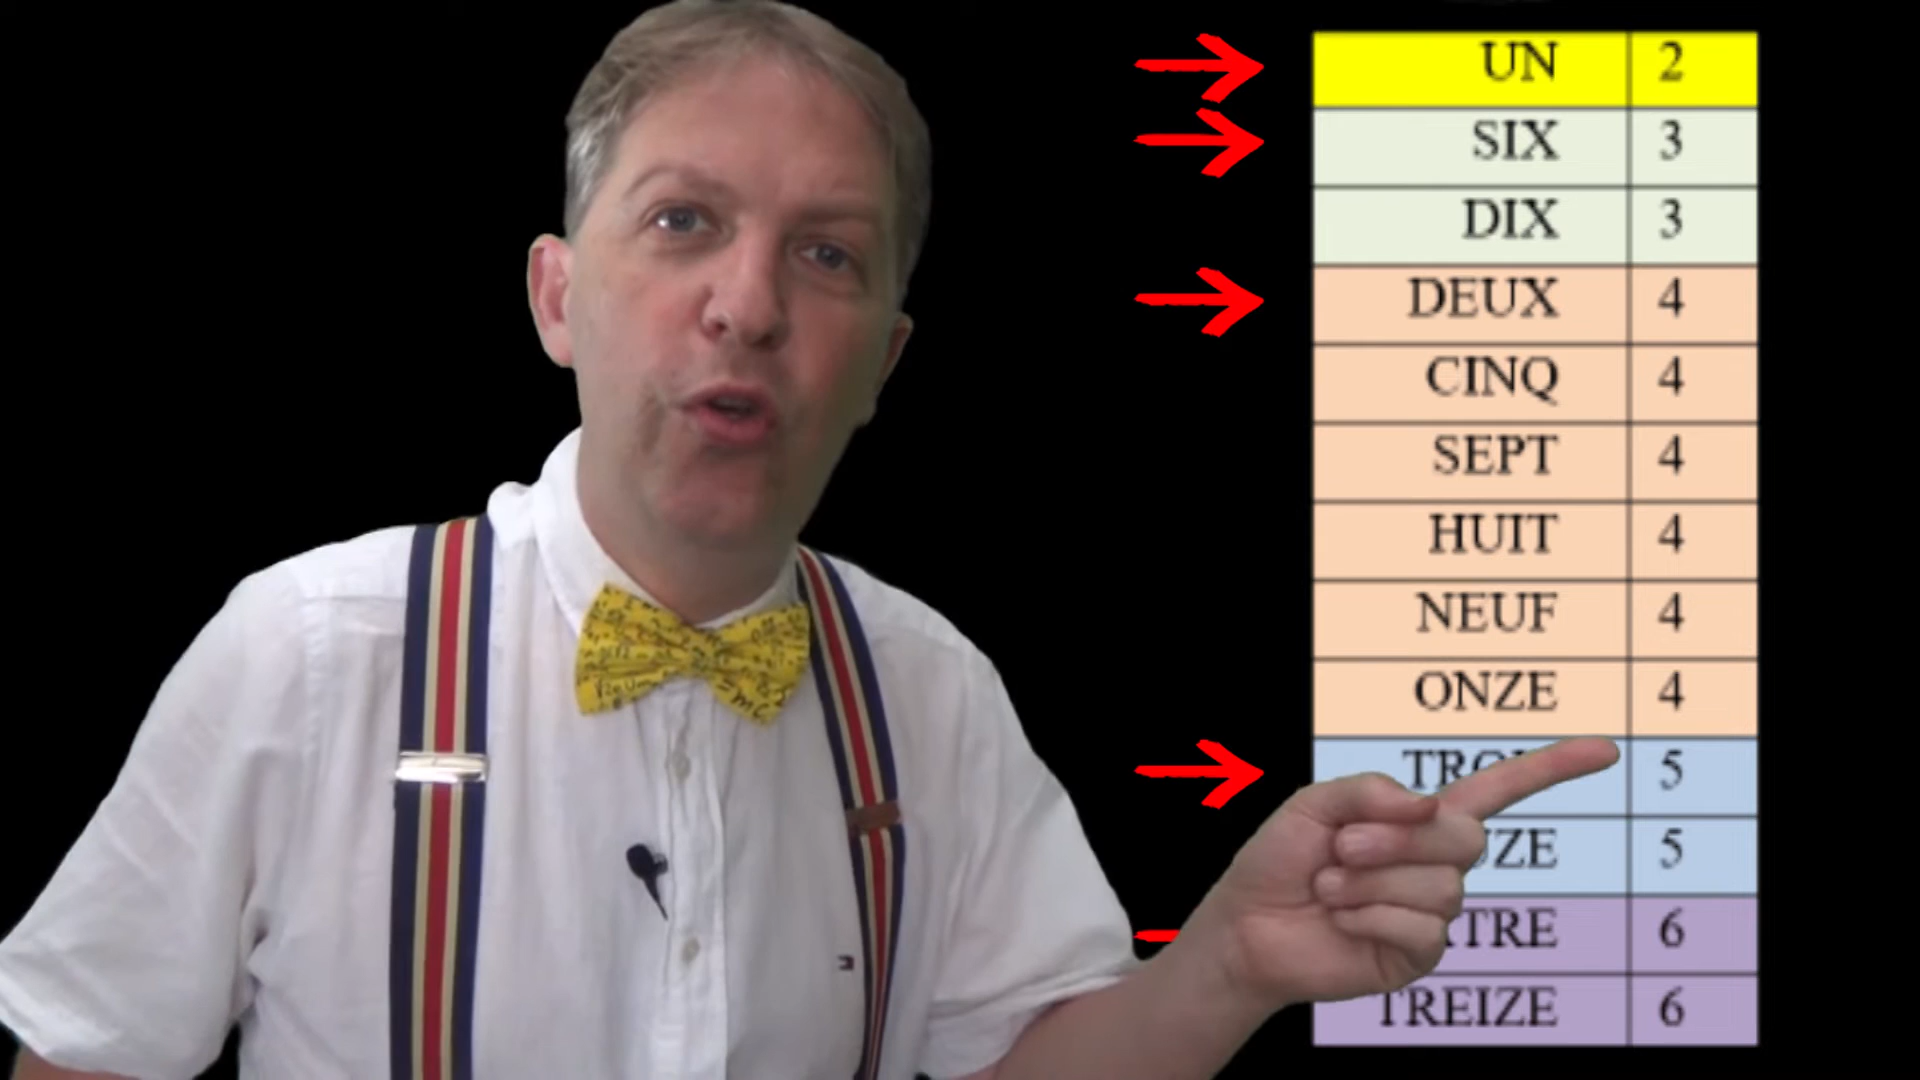 UN 2
SIX 3
DIX 3
DEUX 4
CINQ 4
SEPT 4
HUIT 4
NEUF 4
ONZE 4
5
5
6
TREIZE 6
=mc